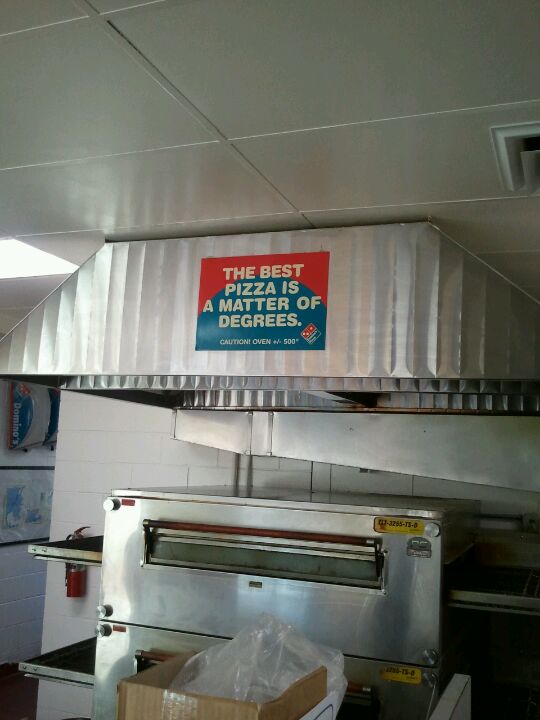 THE BEST
PIZZA IS
A MATTER OF
DEGREES.
CAUTION! OVEN +/- 500°
Domino's